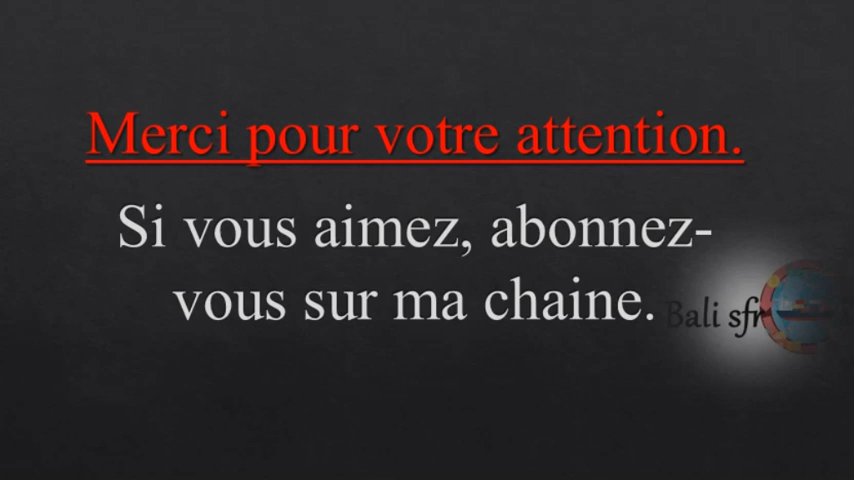 Merci pour votre attention.
Si vous aimez, abonnez-
vous sur ma chaine.
Bali sfr